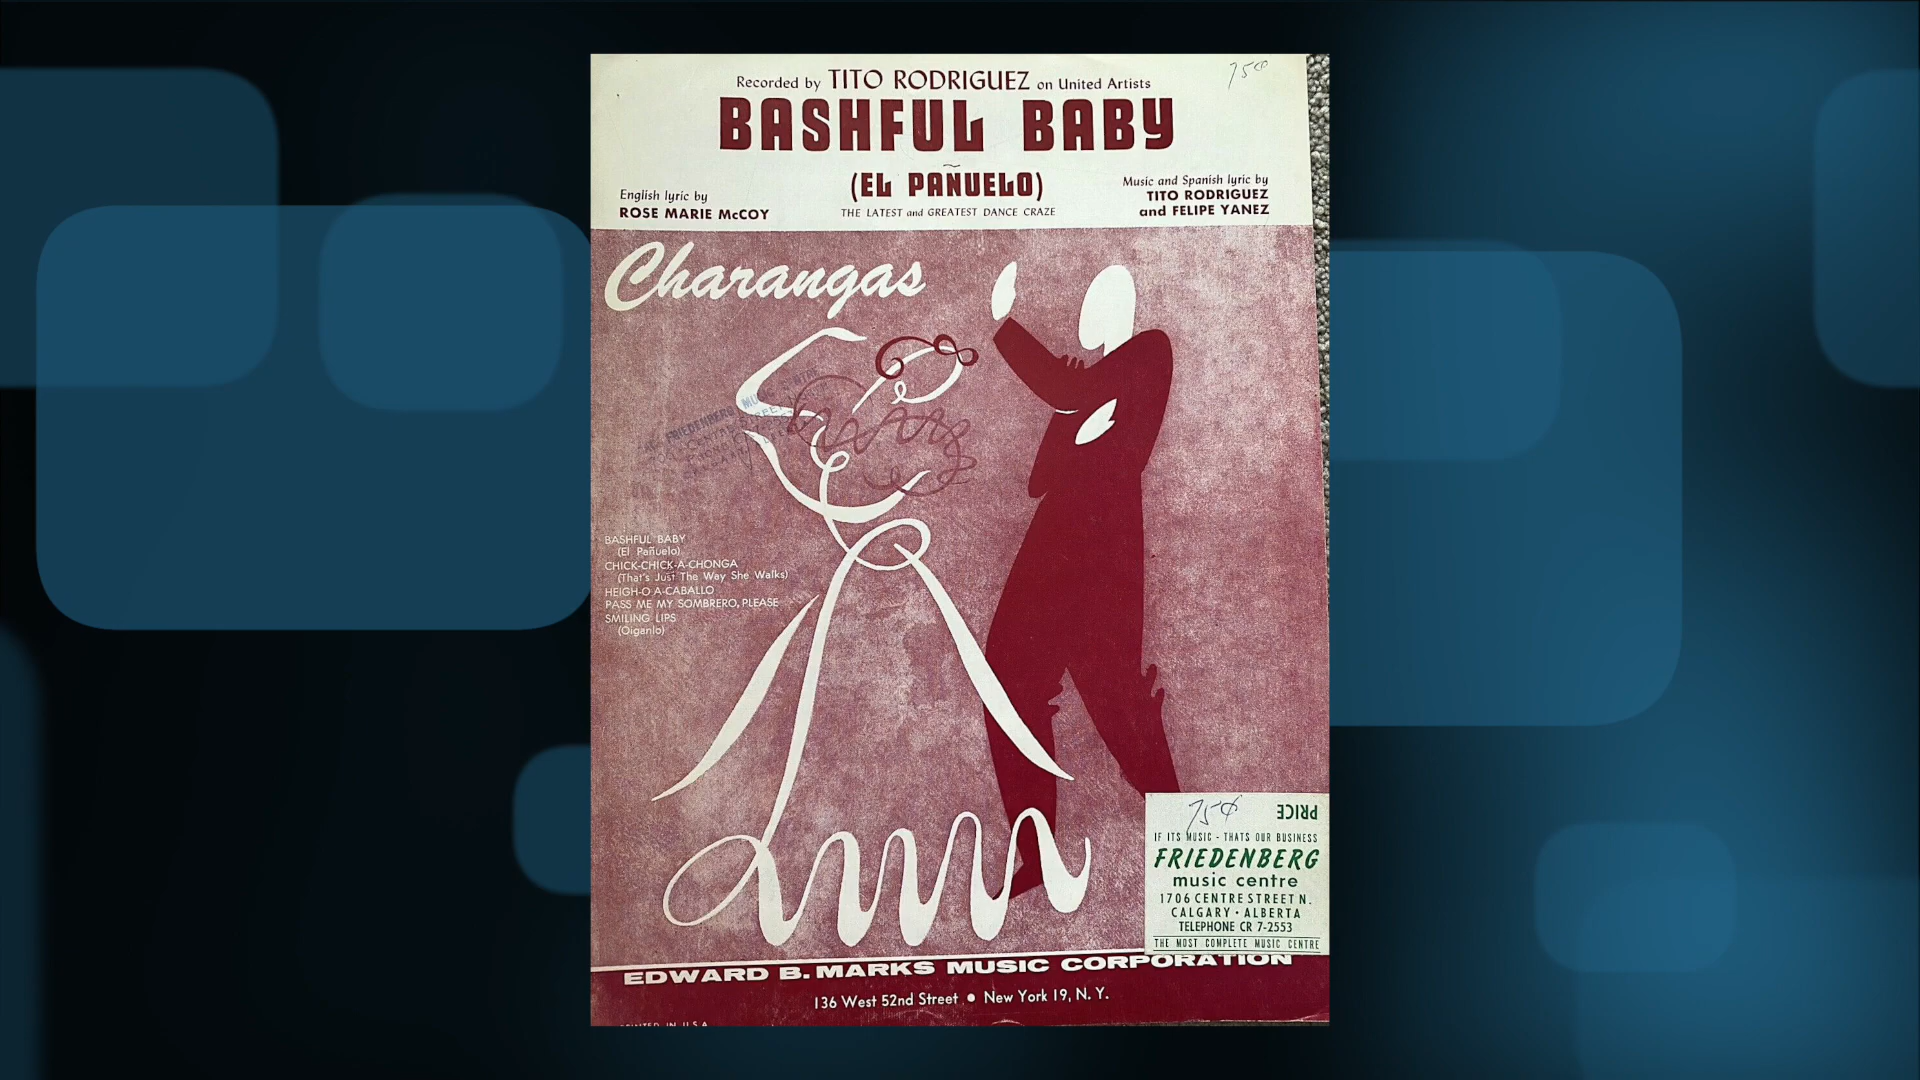 75¢
Recorded by TITO RODRIGUEZ on United Artists
BASHFUL BABY
(EL PAÑUELO)
THE LATEST and GREATEST DANCE CRAZE
English lyric by
ROSE MARIE McCOY
Music and Spanish lyric by
TITO RODRIGUEZ
and FELIPE YANEZ
Charangas
FRIEDENBERG
BASHFUL BABY
(El Pañuelo)
CHICK-CHICK-A-CHONGA
(That's Just The Way She Walks)
HEIGH-O A-CABALLO
PASS ME MY SOMBRERO, PLEASE
SMILING LIPS
(Oiganlo)
75¢ PRICE
IF ITS MUSIC - THATS OUR BUSINESS
FRIEDENBERG
music centre
1706 CENTRE STREET N.
CALGARY • ALBERTA
TELEPHONE CR 7-2553
THE MOST COMPLETE MUSIC CENTRE
EDWARD B. MARKS MUSIC CORPORATION
136 West 52nd Street • New York 19, N. Y.
PRINTED IN U.S.A.